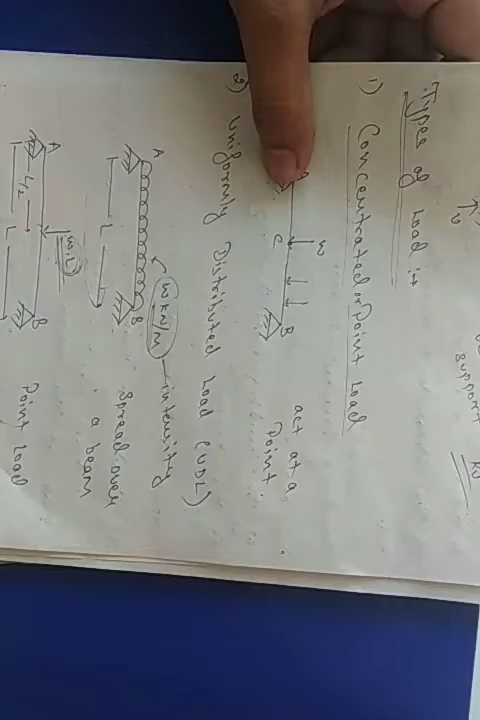 support
Types of Load :-
1) Concentrated or Point Load
W
C
B
act at a
Point.
2) Uniformly Distributed Load (UDL)
W KN/M — intensity
A
B
L
Spread over
a beam
W.L
A
B
L/2
L
Point Load